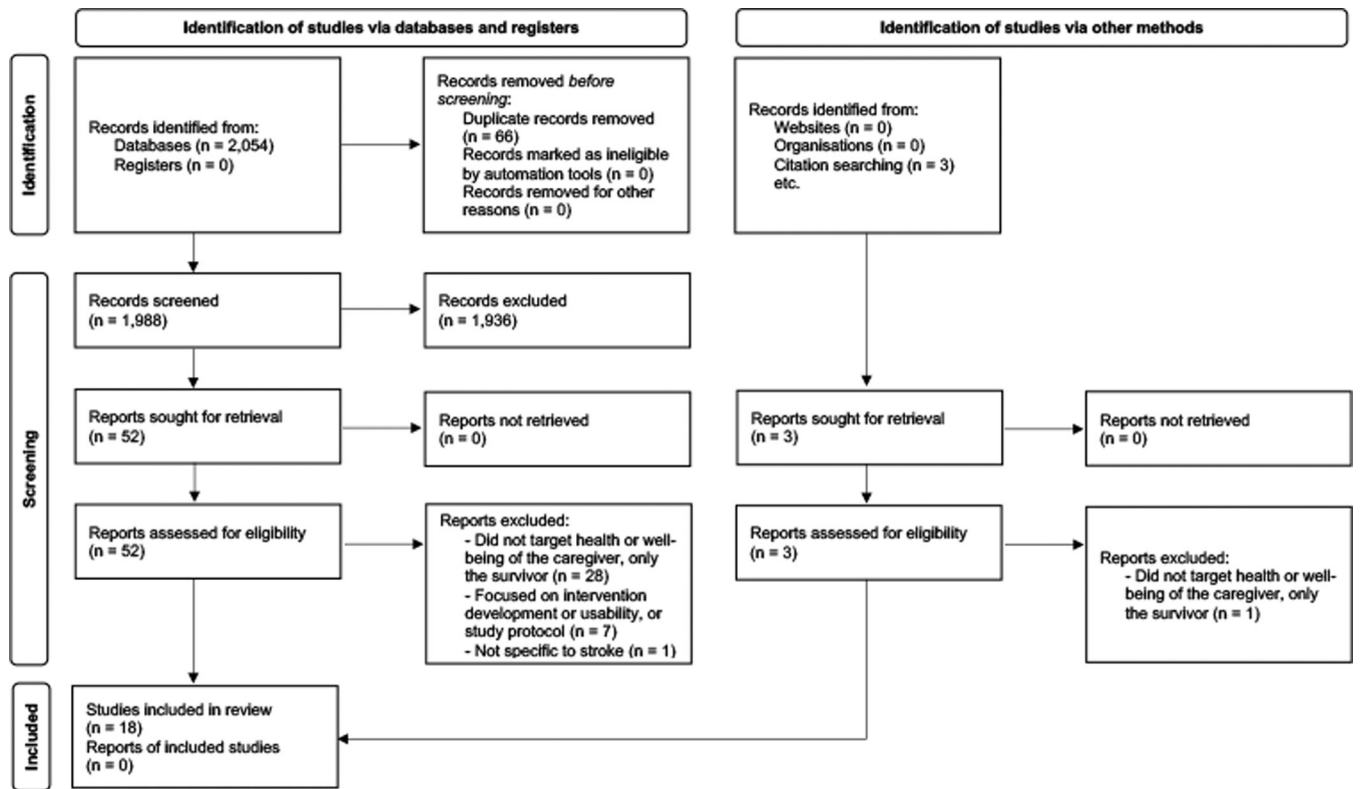 Identification of studies via databases and registers
Identification of studies via other methods
Identification
Records identified from:
Databases (n = 2,054)
Registers (n = 0)
Records removed before
screening:
Duplicate records removed
(n = 66)
Records marked as ineligible
by automation tools (n = 0)
Records removed for other
reasons (n = 0)
Records identified from:
Websites (n = 0)
Organisations (n = 0)
Citation searching (n = 3)
etc.
Screening
Records screened
(n = 1,988)
Records excluded
(n = 1,936)
Reports sought for retrieval
(n = 52)
Reports not retrieved
(n = 0)
Reports sought for retrieval
(n = 3)
Reports not retrieved
(n = 0)
Reports assessed for eligibility
(n = 52)
Reports excluded:
- Did not target health or well-
being of the caregiver, only
the survivor (n = 28)
- Focused on intervention
development or usability, or
study protocol (n = 7)
- Not specific to stroke (n = 1)
Reports assessed for eligibility
(n = 3)
Reports excluded:
- Did not target health or well-
being of the caregiver, only
the survivor (n = 1)
Included
Studies included in review
(n = 18)
Reports of included studies
(n = 0)